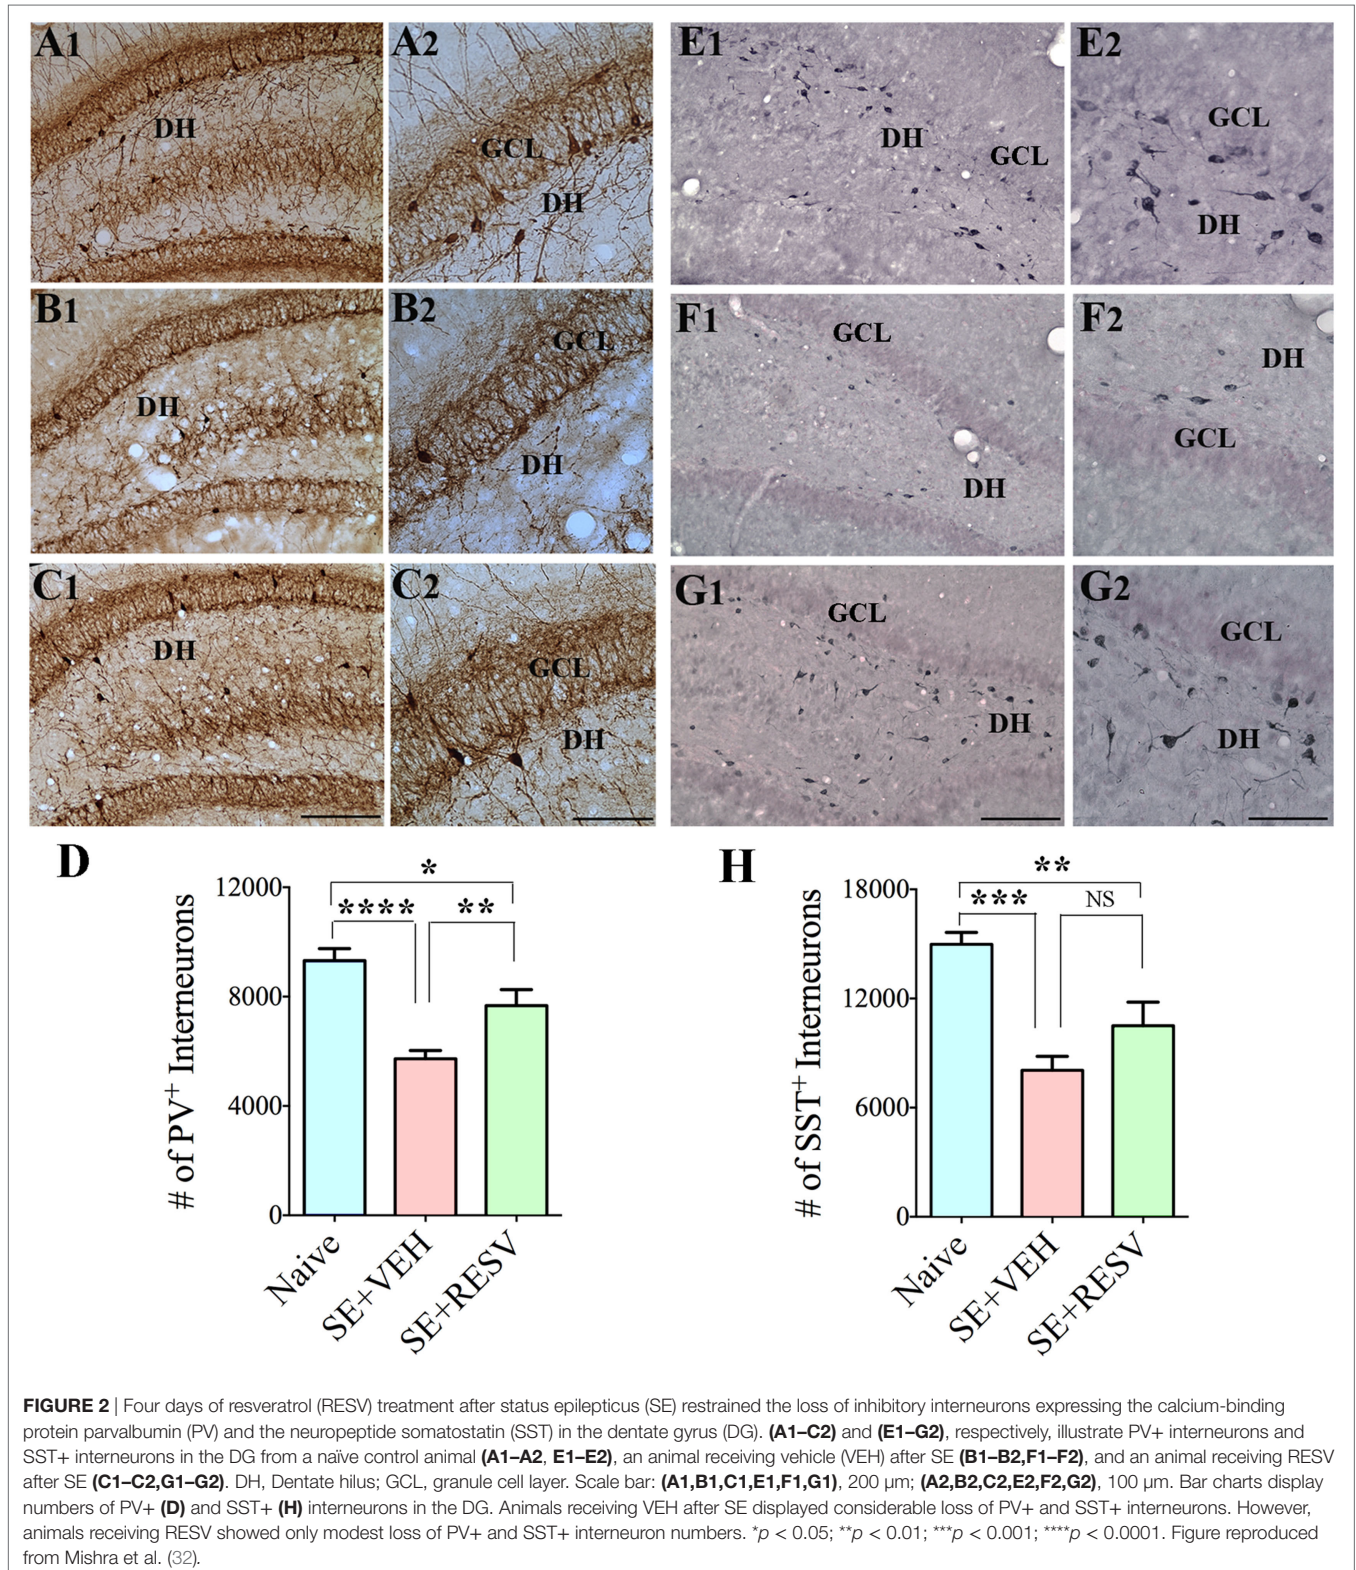 A1
A2
E1
E2
DH
GCL
DH
DH
GCL
GCL
DH
B1
B2
F1
F2
DH
GCL
DH
GCL
DH
DH
GCL
C1
C2
G1
G2
DH
GCL
DH
GCL
DH
GCL
DH
D
# of PV+ Interneurons
12000
8000
4000
0
*
****
**
Naive
SE+VEH
SE+RESV
H
# of SST+ Interneurons
18000
12000
6000
0
**
***
NS
Naive
SE+VEH
SE+RESV
FIGURE 2 | Four days of resveratrol (RESV) treatment after status epilepticus (SE) restrained the loss of inhibitory interneurons expressing the calcium-binding
protein parvalbumin (PV) and the neuropeptide somatostatin (SST) in the dentate gyrus (DG). (A1–C2) and (E1–G2), respectively, illustrate PV+ interneurons and
SST+ interneurons in the DG from a naïve control animal (A1–A2, E1–E2), an animal receiving vehicle (VEH) after SE (B1–B2,F1–F2), and an animal receiving RESV
after SE (C1–C2,G1–G2). DH, Dentate hilus; GCL, granule cell layer. Scale bar: (A1,B1,C1,E1,F1,G1), 200 μm; (A2,B2,C2,E2,F2,G2), 100 μm. Bar charts display
numbers of PV+ (D) and SST+ (H) interneurons in the DG. Animals receiving VEH after SE displayed considerable loss of PV+ and SST+ interneurons. However,
animals receiving RESV showed only modest loss of PV+ and SST+ interneuron numbers. *p < 0.05; **p < 0.01; ***p < 0.001; ****p < 0.0001. Figure reproduced
from Mishra et al. (32).